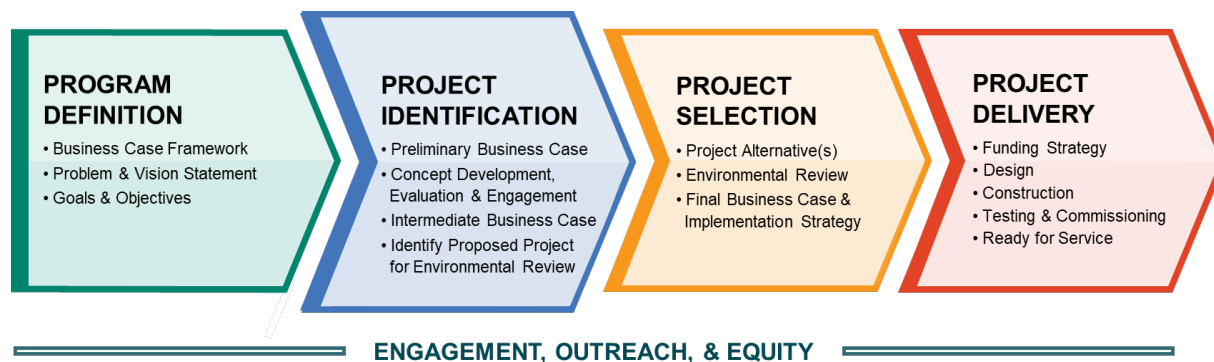 PROGRAM
DEFINITION
• Business Case Framework
• Problem & Vision Statement
• Goals & Objectives
PROJECT
IDENTIFICATION
• Preliminary Business Case
• Concept Development,
Evaluation & Engagement
• Intermediate Business Case
• Identify Proposed Project
for Environmental Review
PROJECT
SELECTION
• Project Alternative(s)
• Environmental Review
• Final Business Case &
Implementation Strategy
PROJECT
DELIVERY
• Funding Strategy
• Design
• Construction
• Testing & Commissioning
• Ready for Service
ENGAGEMENT, OUTREACH, & EQUITY